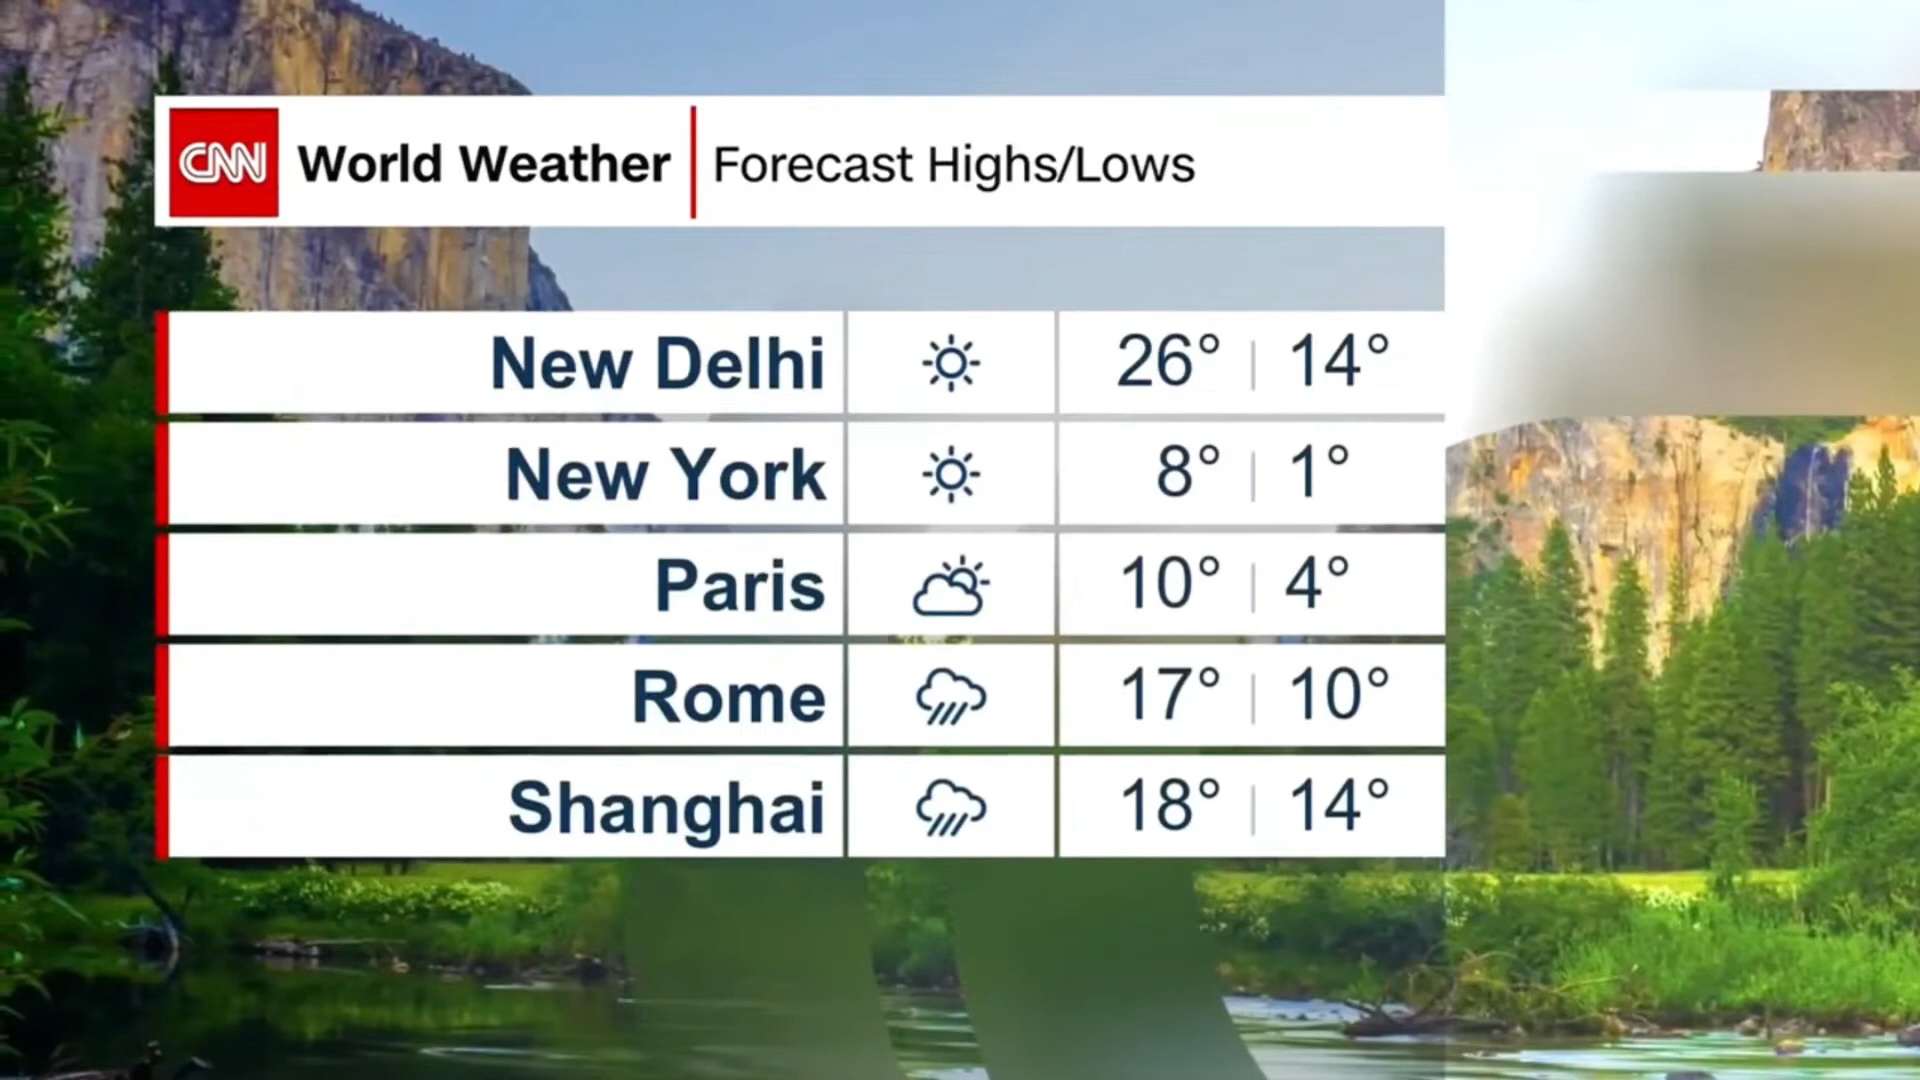 CNN World Weather | Forecast Highs/Lows
New Delhi 26° | 14°
New York 8° | 1°
Paris 10° | 4°
Rome 17° | 10°
Shanghai 18° | 14°